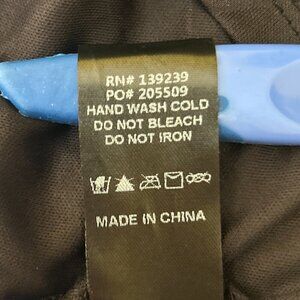 RN# 139239
PO# 205509
HAND WASH COLD
DO NOT BLEACH
DO NOT IRON
MADE IN CHINA